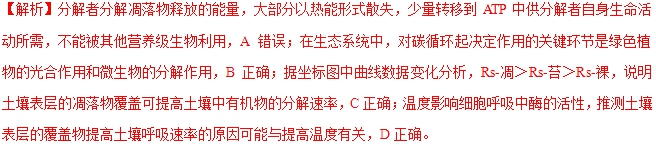 【解析】分解者分解凋落物释放的能量，大部分以热能形式散失，少量转移到 ATP 中供分解者自身生命活
动所需，不能被其他营养级生物利用，A 错误；在生态系统中，对碳循环起决定作用的关键环节是绿色植
物的光合作用和微生物的分解作用，B 正确；据坐标图中曲线数据变化分析，Rs-凋＞Rs-苔＞Rs-裸，说明
土壤表层的凋落物覆盖可提高土壤中有机物的分解速率，C正确；温度影响细胞呼吸中酶的活性，推测土
壤表层的覆盖物提高土壤呼吸速率的原因可能与提高温度有关，D 正确。